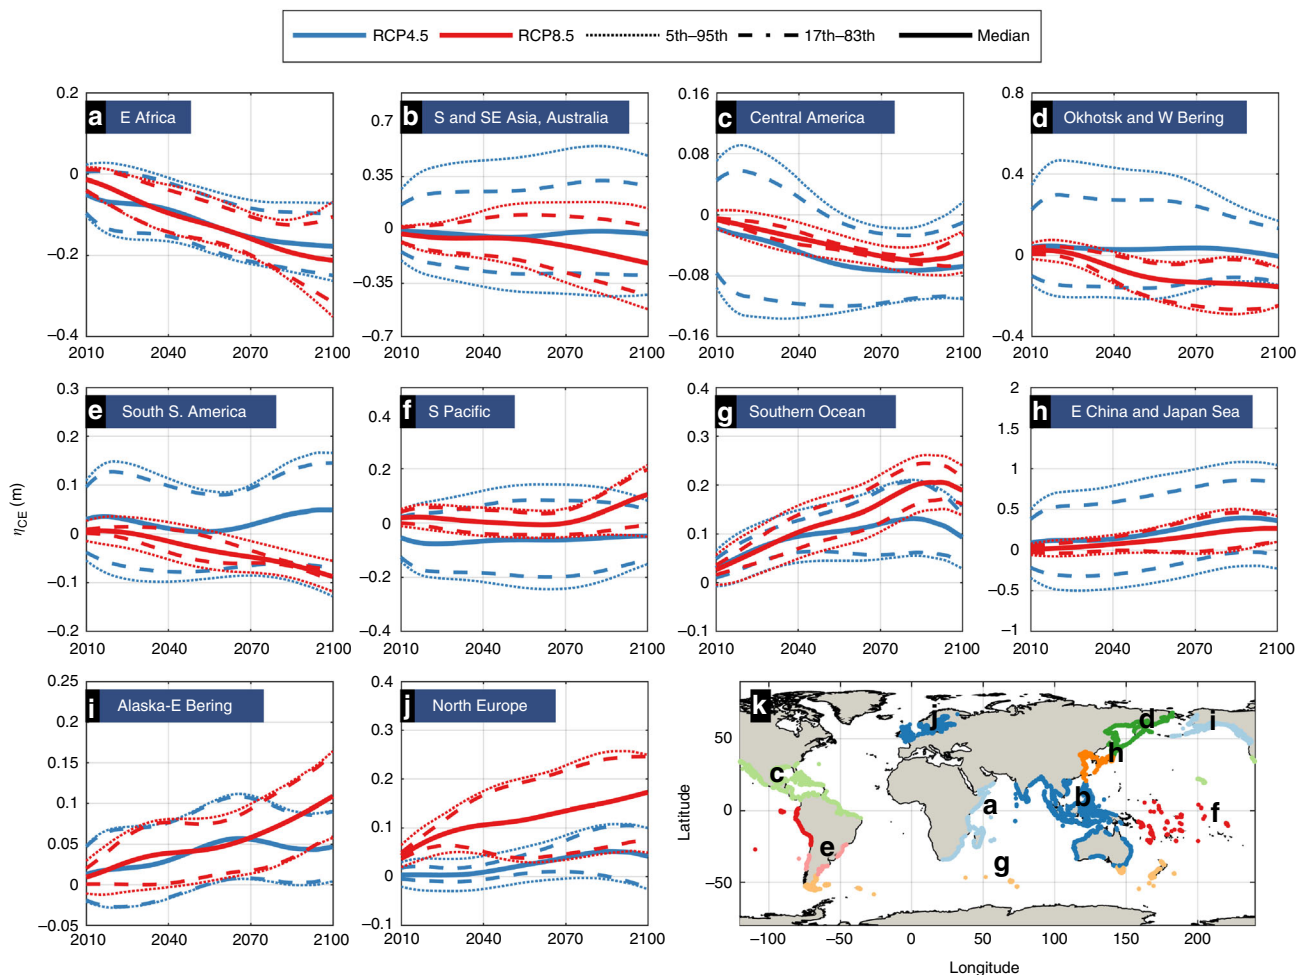 RCP4.5 RCP8.5 5th–95th 17th–83th Median
a E Africa
0.2
0
−0.2
−0.4
2010 2040 2070 2100
b S and SE Asia, Australia
0.7
0.35
0
−0.35
−0.7
2010 2040 2070 2100
c Central America
0.16
0.08
0
−0.08
−0.16
2010 2040 2070 2100
d Okhotsk and W Bering
0.8
0.4
0
−0.4
2010 2040 2070 2100
ηCE (m)
e South S. America
0.3
0.2
0.1
0
−0.1
−0.2
2010 2040 2070 2100
f S Pacific
0.4
0.2
0
−0.2
−0.4
2010 2040 2070 2100
g Southern Ocean
0.4
0.3
0.2
0.1
0
−0.1
2010 2040 2070 2100
h E China and Japan Sea
2
1.5
1
0.5
0
−0.5
−1
2010 2040 2070 2100
i Alaska-E Bering
0.25
0.2
0.15
0.1
0.05
0
−0.05
2010 2040 2070 2100
j North Europe
0.4
0.3
0.2
0.1
0
−0.1
2010 2040 2070 2100
k
j d i
h
c
b
a f
e
g
Latitude
50
0
−50
−100 −50 0 50 100 150 200
Longitude